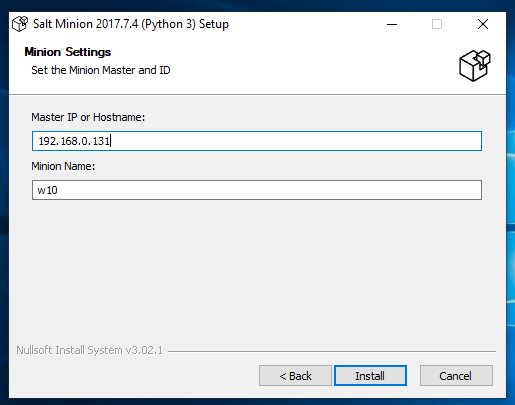 Salt Minion 2017.7.4 (Python 3) Setup
Minion Settings
Set the Minion Master and ID
Master IP or Hostname:
192.168.0.131
Minion Name:
w10
Nullsoft Install System v3.02.1
< Back
Install
Cancel